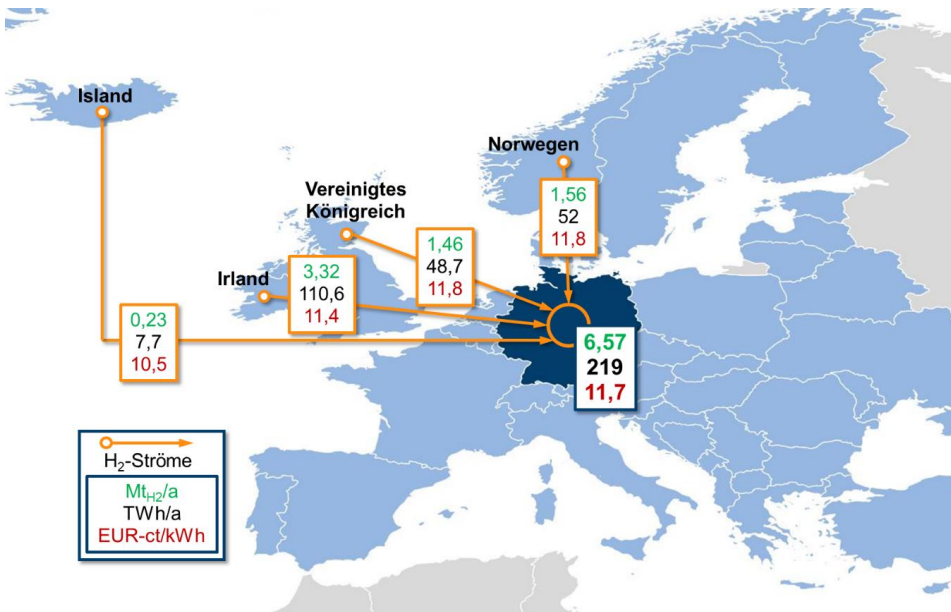 Island
Norwegen
Vereinigtes
Königreich
Irland
1,56
52
11,8
1,46
48,7
11,8
3,32
110,6
11,4
0,23
7,7
10,5
6,57
219
11,7
H₂-Ströme
Mt_H2/a
TWh/a
EUR-ct/kWh